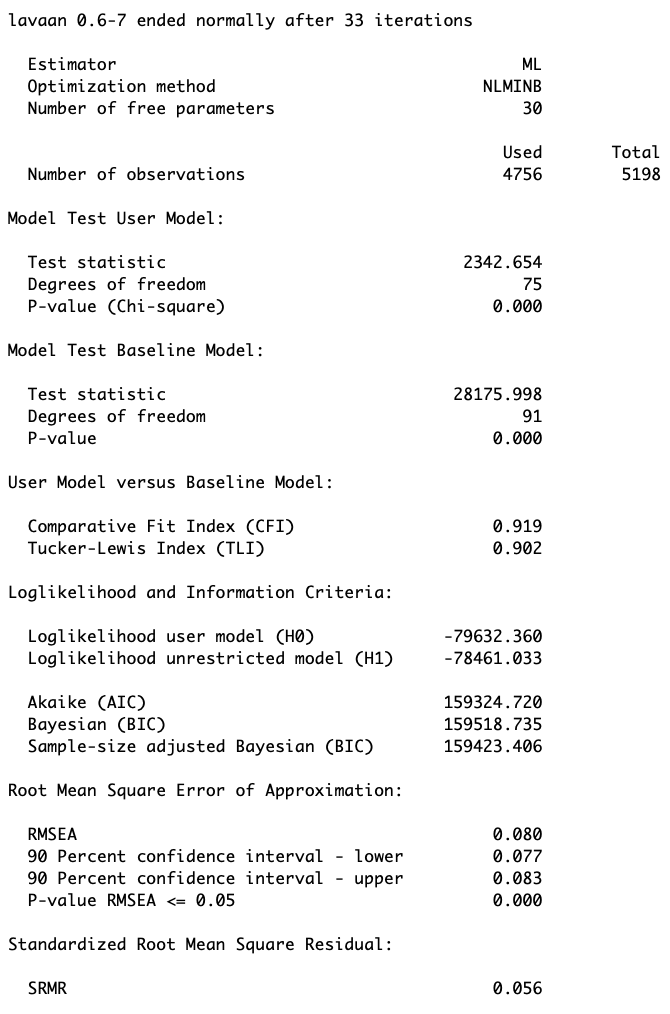 lavaan 0.6-7 ended normally after 33 iterations
Estimator ML
Optimization method NLMINB
Number of free parameters 30
Used Total
Number of observations 4756 5198
Model Test User Model:
Test statistic 2342.654
Degrees of freedom 75
P-value (Chi-square) 0.000
Model Test Baseline Model:
Test statistic 28175.998
Degrees of freedom 91
P-value 0.000
User Model versus Baseline Model:
Comparative Fit Index (CFI) 0.919
Tucker-Lewis Index (TLI) 0.902
Loglikelihood and Information Criteria:
Loglikelihood user model (H0) -79632.360
Loglikelihood unrestricted model (H1) -78461.033
Akaike (AIC) 159324.720
Bayesian (BIC) 159518.735
Sample-size adjusted Bayesian (BIC) 159423.406
Root Mean Square Error of Approximation:
RMSEA 0.080
90 Percent confidence interval - lower 0.077
90 Percent confidence interval - upper 0.083
P-value RMSEA <= 0.05 0.000
Standardized Root Mean Square Residual:
SRMR 0.056